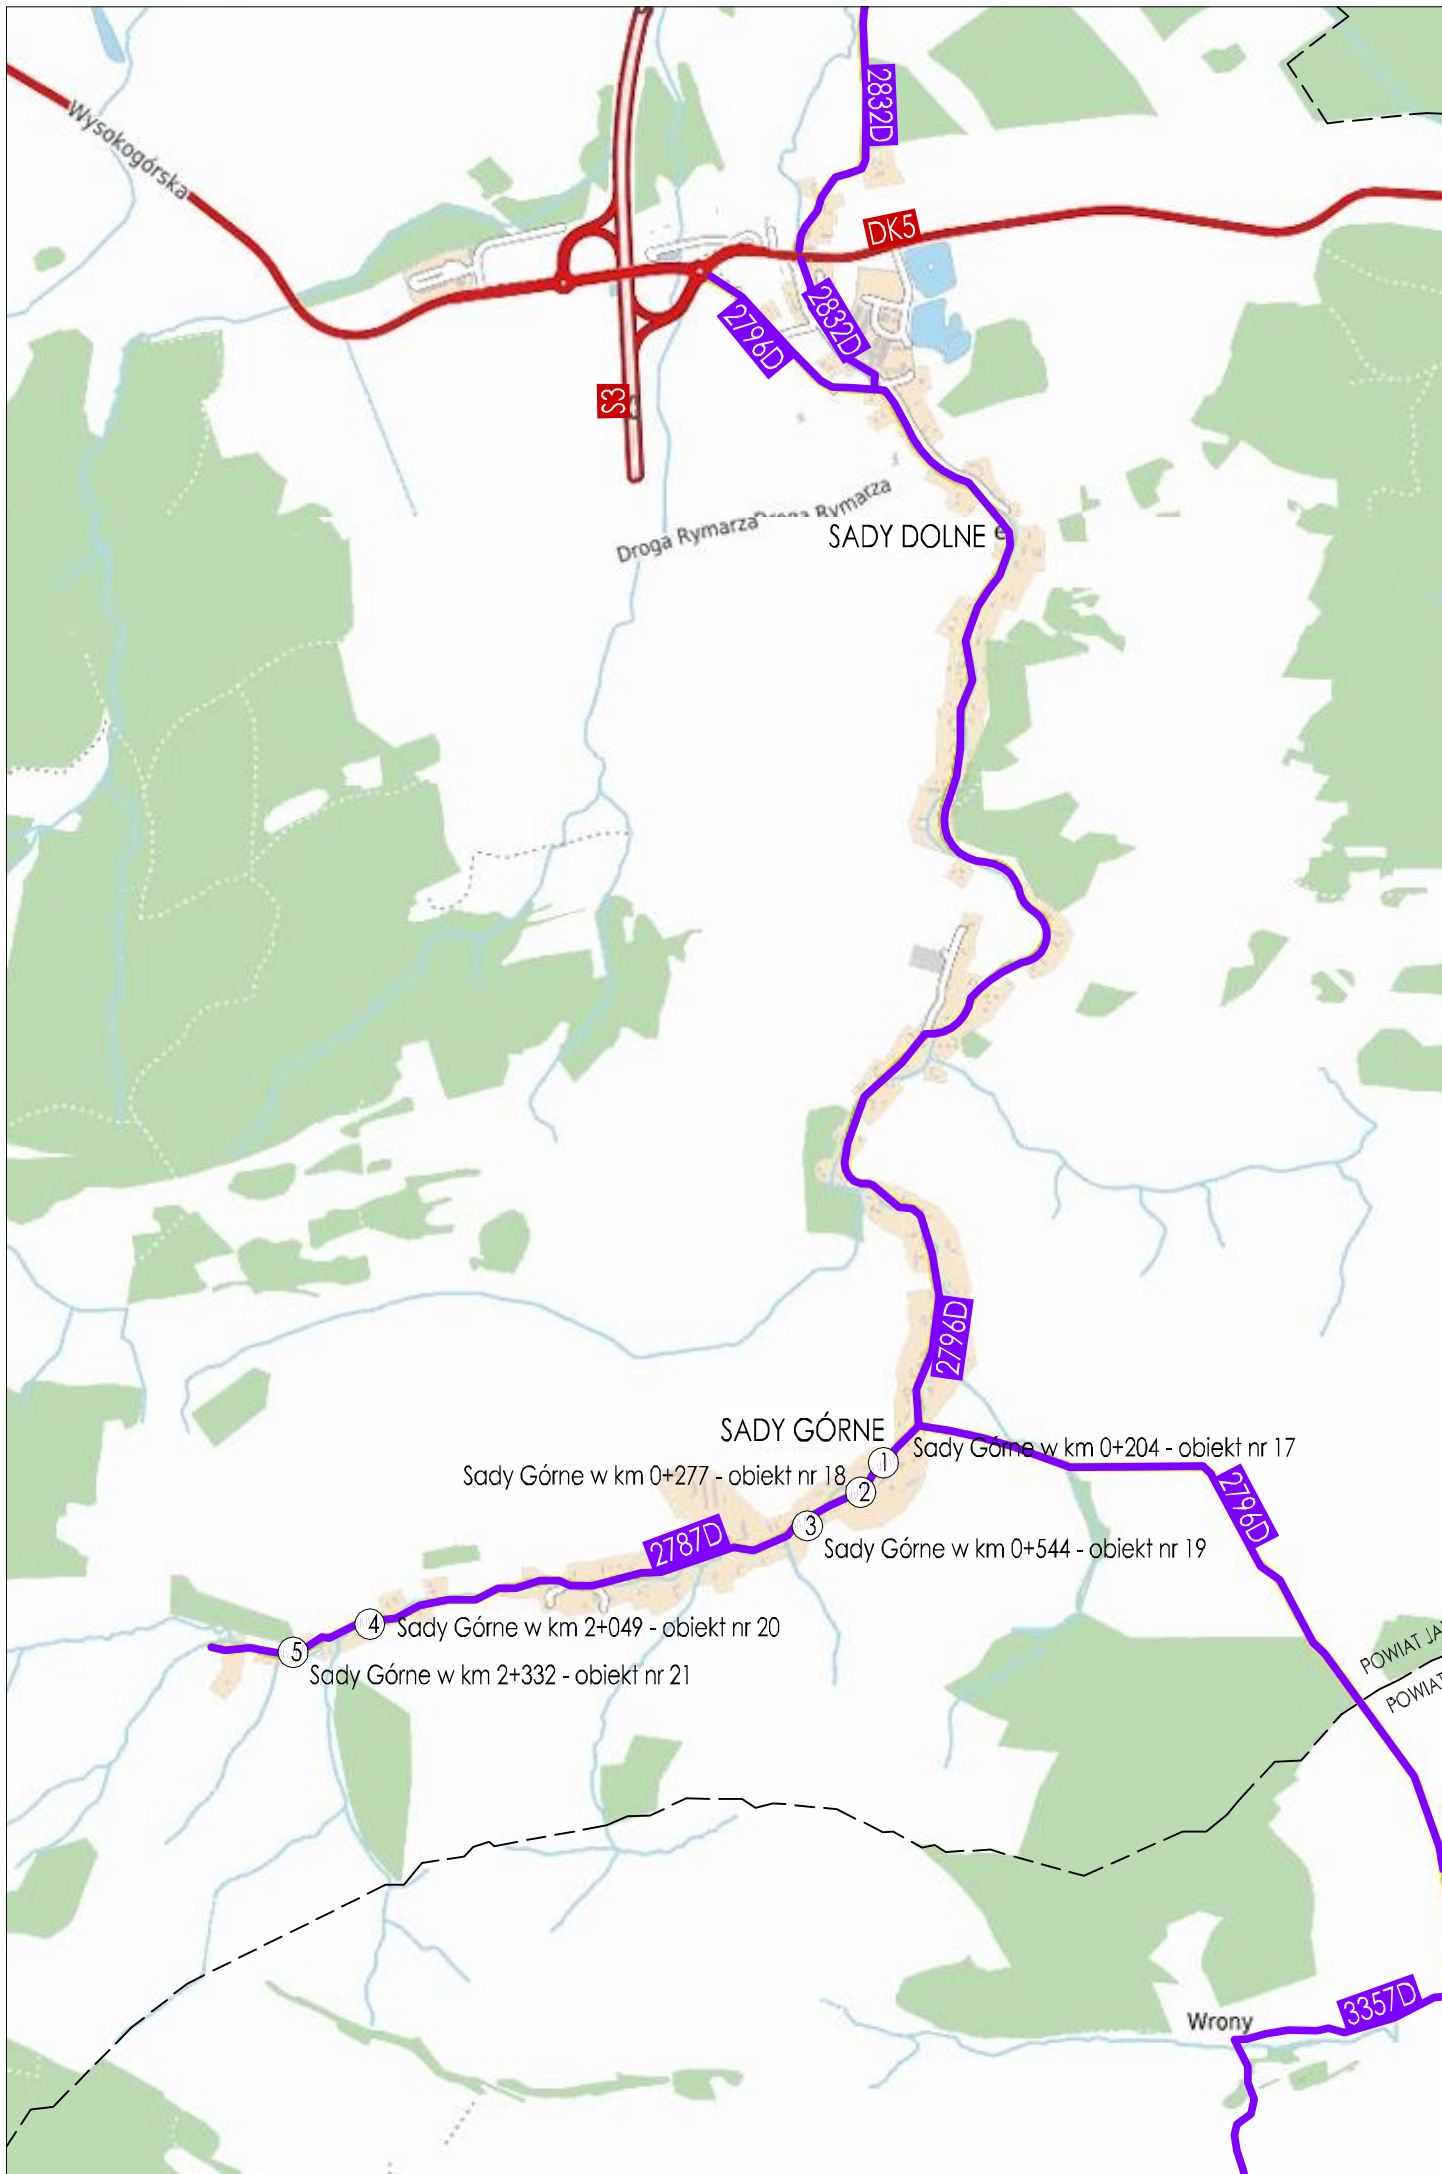 2832D
Wysokogórska
DK5
2832D
2796D
S3
Droga Rymarza
Rymarza
SADY DOLNE
2796D
SADY GÓRNE
1
Sady Górne w km 0+204 - obiekt nr 17
Sady Górne w km 0+277 - obiekt nr 18
2
2796D
3
Sady Górne w km 0+544 - obiekt nr 19
2787D
4
Sady Górne w km 2+049 - obiekt nr 20
5
Sady Górne w km 2+332 - obiekt nr 21
POWIAT
POWIAT
3357D
Wrony